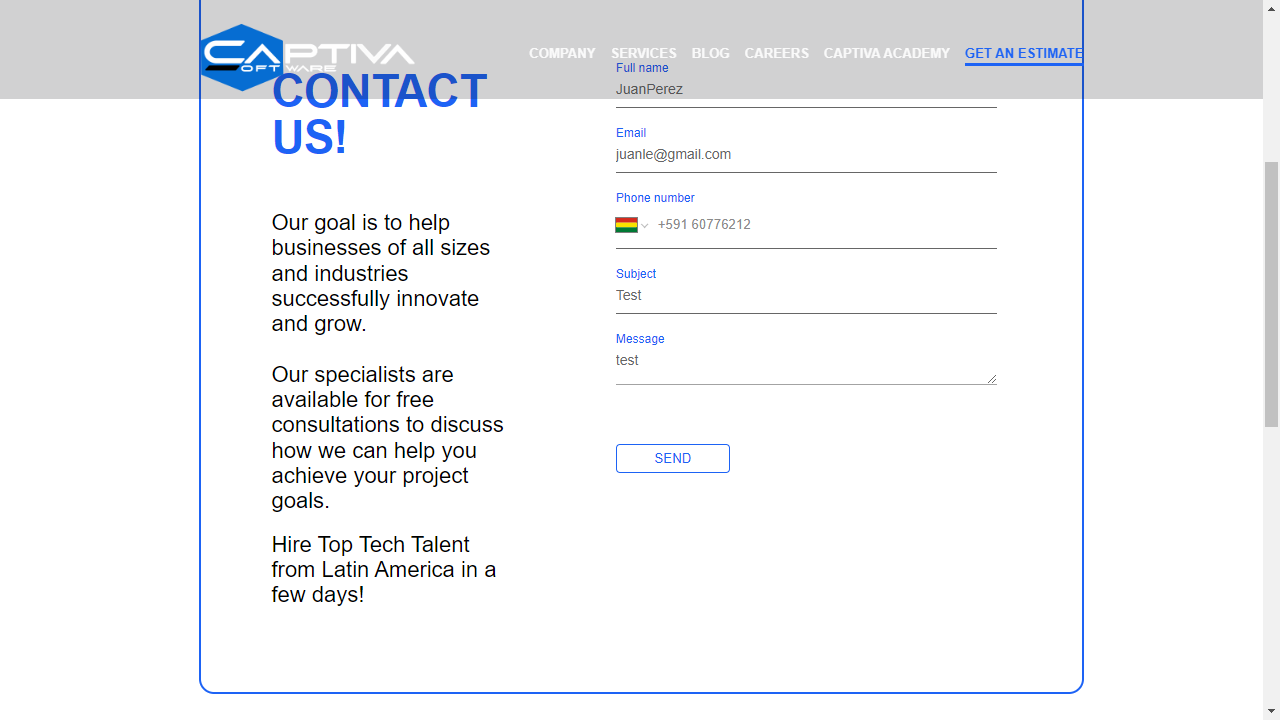 CAPTIVA
SOFTWARE
COMPANY SERVICES BLOG CAREERS CAPTIVA ACADEMY GET AN ESTIMATE
CONTACT
US!
Our goal is to help
businesses of all sizes
and industries
successfully innovate
and grow.
Our specialists are
available for free
consultations to discuss
how we can help you
achieve your project
goals.
Hire Top Tech Talent
from Latin America in a
few days!
Full name
JuanPerez
Email
juanle@gmail.com
Phone number
+591 60776212
Subject
Test
Message
test
SEND